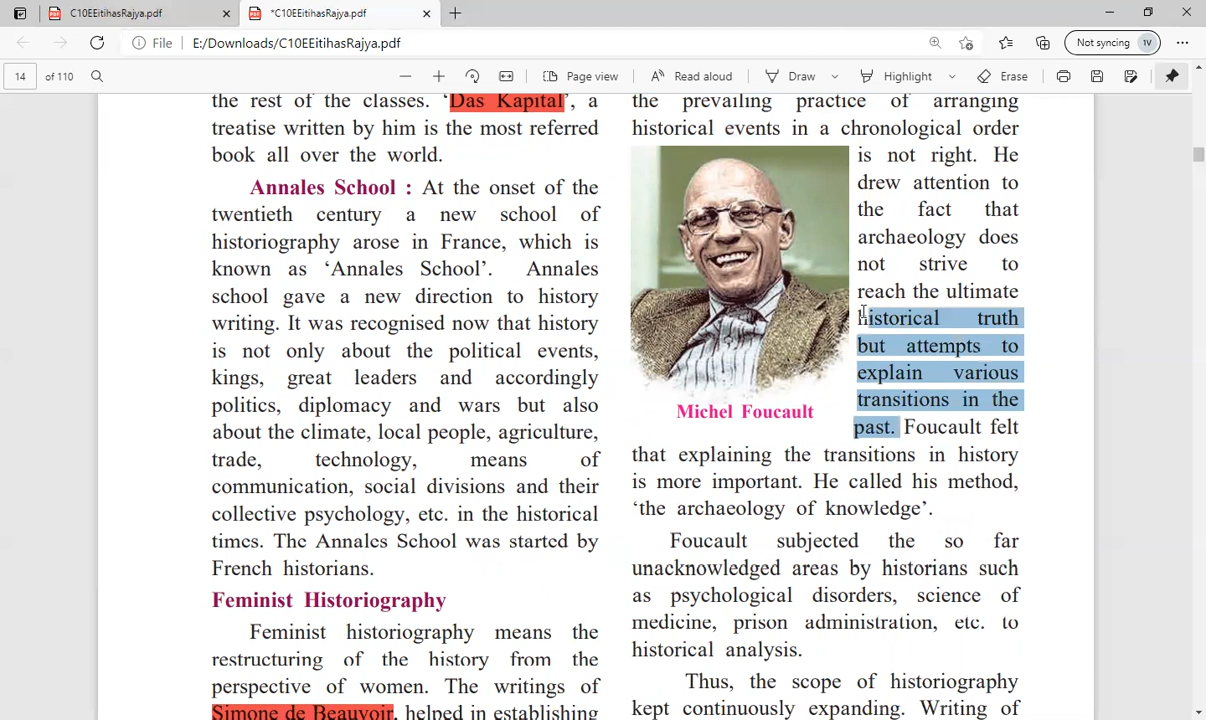 C10EEitihasRajya.pdf
*C10EEitihasRajya.pdf
File
E:/Downloads/C10EEitihasRajya.pdf
Not syncing
1V
14
of 110
Page view
Read aloud
Draw
Highlight
Erase
the rest of the classes. ‘Das Kapital’, a
treatise written by him is the most referred
book all over the world.
Annales School : At the onset of the
twentieth century a new school of
historiography arose in France, which is
known as ‘Annales School’. Annales
school gave a new direction to history
writing. It was recognised now that history
is not only about the political events,
kings, great leaders and accordingly
politics, diplomacy and wars but also
about the climate, local people, agriculture,
trade, technology, means of
communication, social divisions and their
collective psychology, etc. in the historical
times. The Annales School was started by
French historians.
Feminist Historiography
Feminist historiography means the
restructuring of the history from the
perspective of women. The writings of
Simone de Beauvoir, helped in establishing
the prevailing practice of arranging
historical events in a chronological order
is not right. He
drew attention to
the fact that
archaeology does
not strive to
reach the ultimate
historical truth
but attempts to
explain various
transitions in the
past. Foucault felt
Michel Foucault
that explaining the transitions in history
is more important. He called his method,
‘the archaeology of knowledge’.
Foucault subjected the so far
unacknowledged areas by historians such
as psychological disorders, science of
medicine, prison administration, etc. to
historical analysis.
Thus, the scope of historiography
kept continuously expanding. Writing of